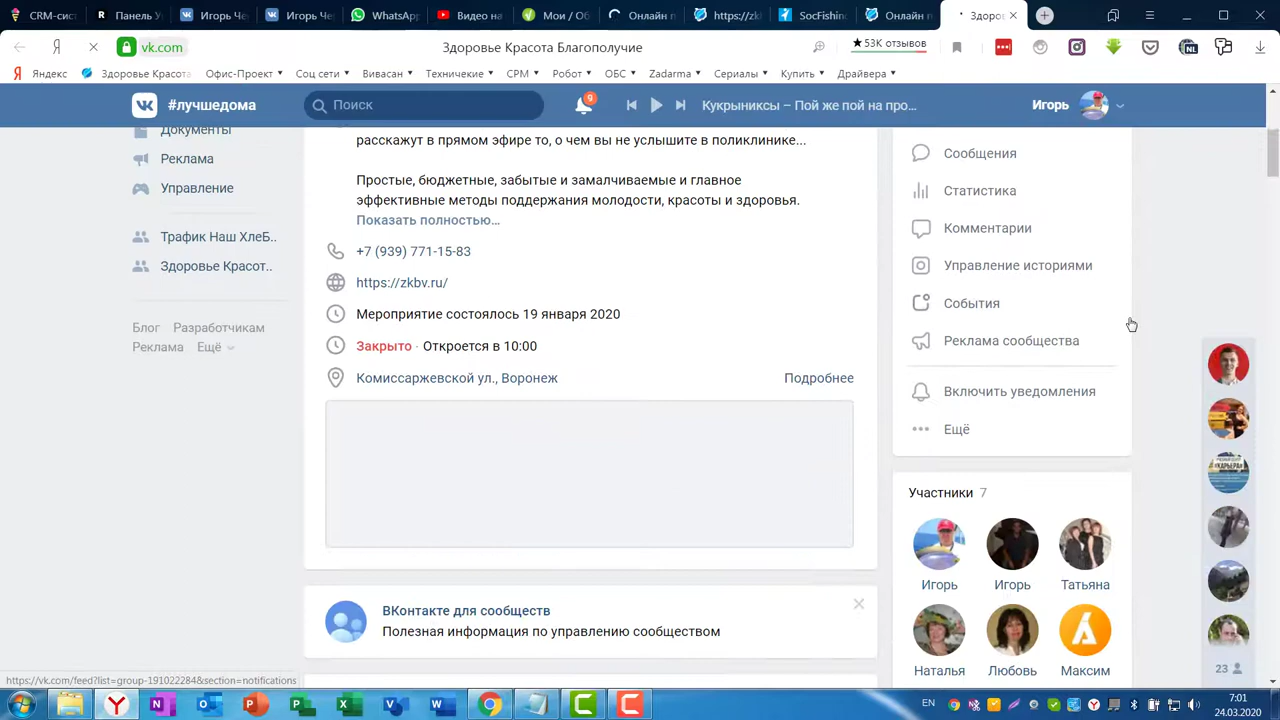 CRM-сист
Панель У
Игорь Че
Игорь Че
WhatsApp
Видео на
Мои / Об
Онлайн п
https://zkl
SocFishing
Онлайн п
Здоров
vk.com
Здоровье Красота Благополучие
★53K отзывов
Яндекс
Здоровье Красота
Офис-Проект
Соц сети
Вивасан
Технические
CPM
Робот
ОБС
Zadarma
Сериалы
Купить
Драйвера
#лучшедома
Поиск
9
Кукрыниксы – Пой же пой на про...
Игорь
Документы
Реклама
Управление
Трафик Наш ХлеБ..
Здоровье Красот..
Блог Разработчикам
Реклама Ещё
расскажут в прямом эфире то, о чем вы не услышите в поликлинике...
Простые, бюджетные, забытые и замалчиваемые и главное
эффективные методы поддержания молодости, красоты и здоровья.
Показать полностью...
+7 (939) 771-15-83
https://zkbv.ru/
Мероприятие состоялось 19 января 2020
Закрыто · Откроется в 10:00
Комиссаржевской ул., Воронеж
Подробнее
ВКонтакте для сообществ
Полезная информация по управлению сообществом
Сообщения
Статистика
Комментарии
Управление историями
События
Реклама сообщества
Включить уведомления
Ещё
Участники 7
Игорь Игорь Татьяна
Наталья Любовь Максим
23
https://vk.com/feed?list=group-191022284&section=notifications
EN
7:01
24.03.2020